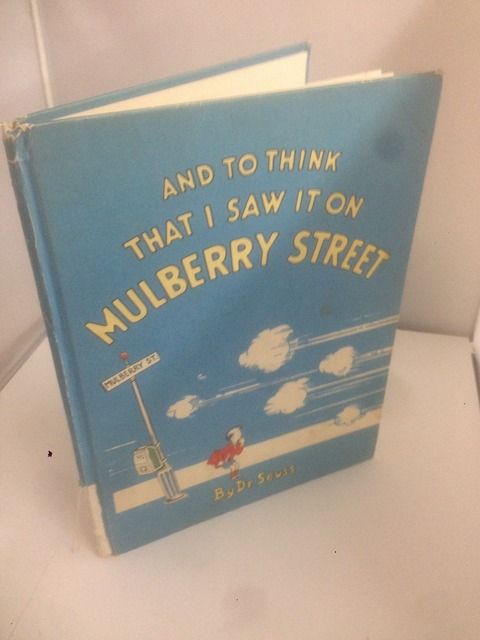 AND TO THINK
THAT I SAW IT ON
MULBERRY STREET
MULBERRY ST.
By Dr Seuss